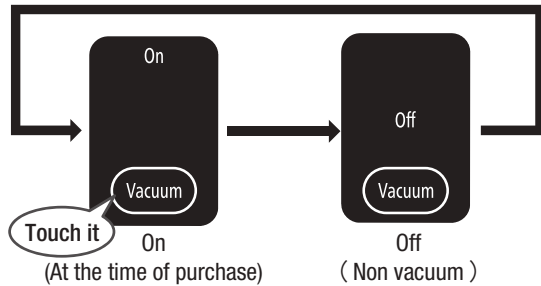 On
Off
Vacuum
Vacuum
Touch it
On
Off
(At the time of purchase)
( Non vacuum )